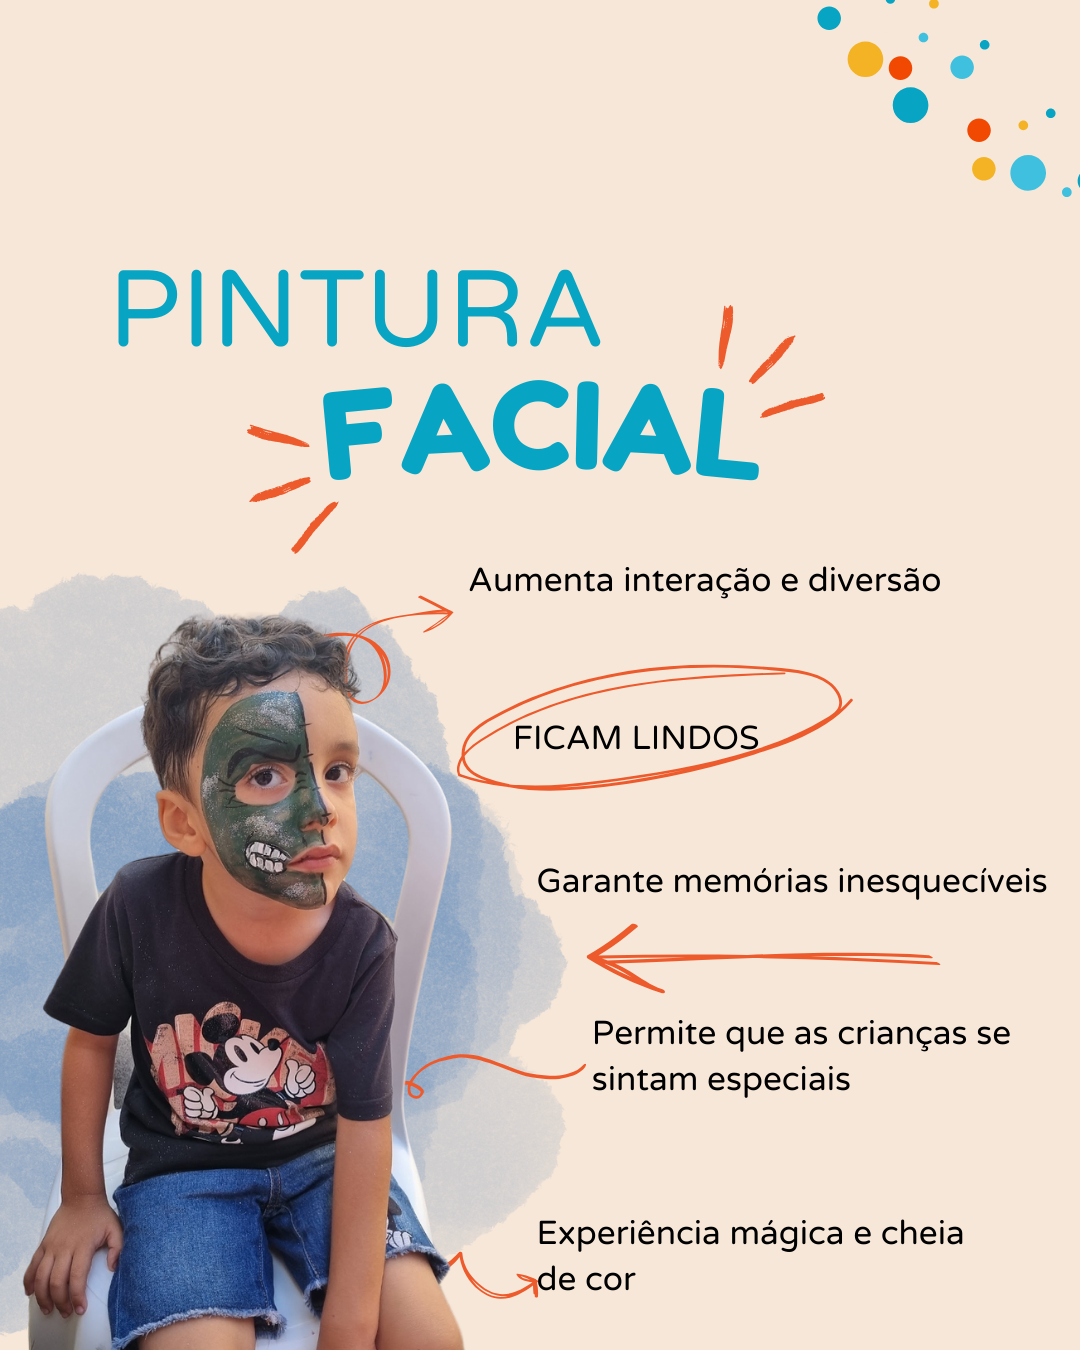 PINTURA
FACIAL
Aumenta interação e diversão
FICAM LINDOS
Garante memórias inesquecíveis
Permite que as crianças se
sintam especiais
Experiência mágica e cheia
de cor